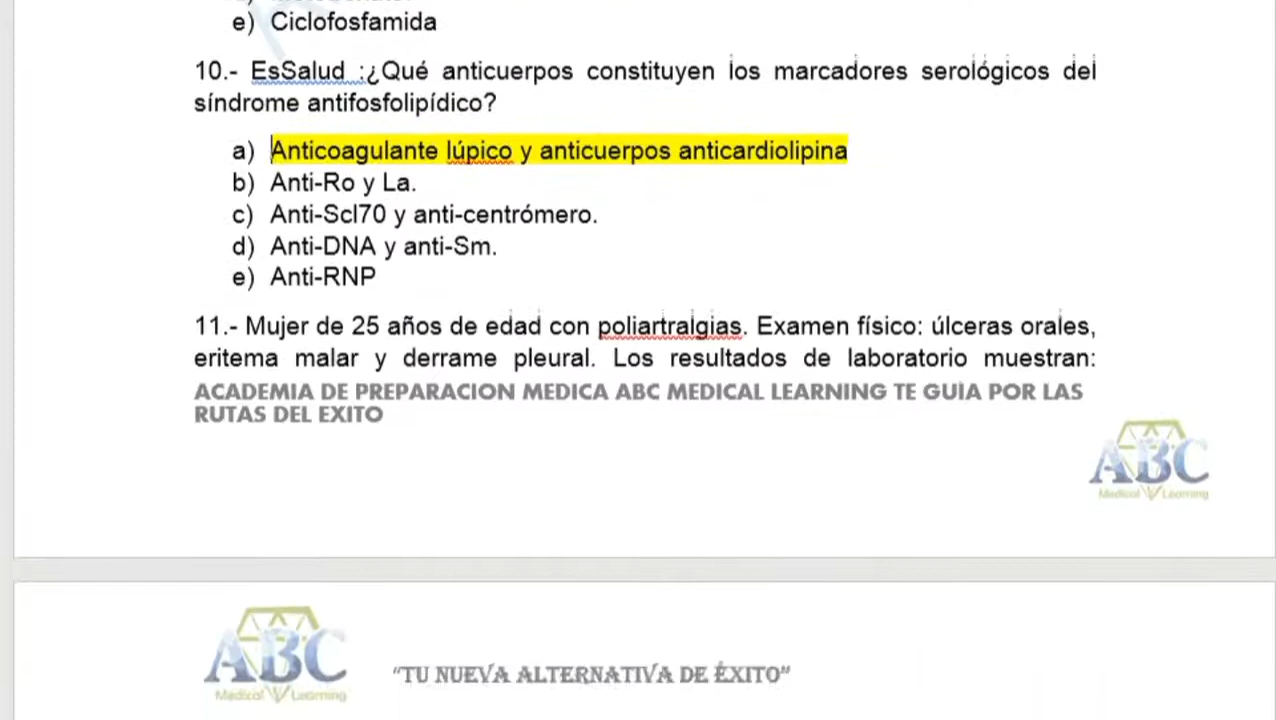 e) Ciclofosfamida
10.- EsSalud :¿Qué anticuerpos constituyen los marcadores serológicos del
síndrome antifosfolipídico?
a) Anticoagulante lúpico y anticuerpos anticardiolipina
b) Anti-Ro y La.
c) Anti-Scl70 y anti-centrómero.
d) Anti-DNA y anti-Sm.
e) Anti-RNP
11.- Mujer de 25 años de edad con poliartralgias. Examen físico: úlceras orales,
eritema malar y derrame pleural. Los resultados de laboratorio muestran:
ACADEMIA DE PREPARACION MEDICA ABC MEDICAL LEARNING TE GUÍA POR LAS
RUTAS DEL EXITO
ABC
Medical Learning
ABC
Medical Learning
“TU NUEVA ALTERNATIVA DE ÉXITO”